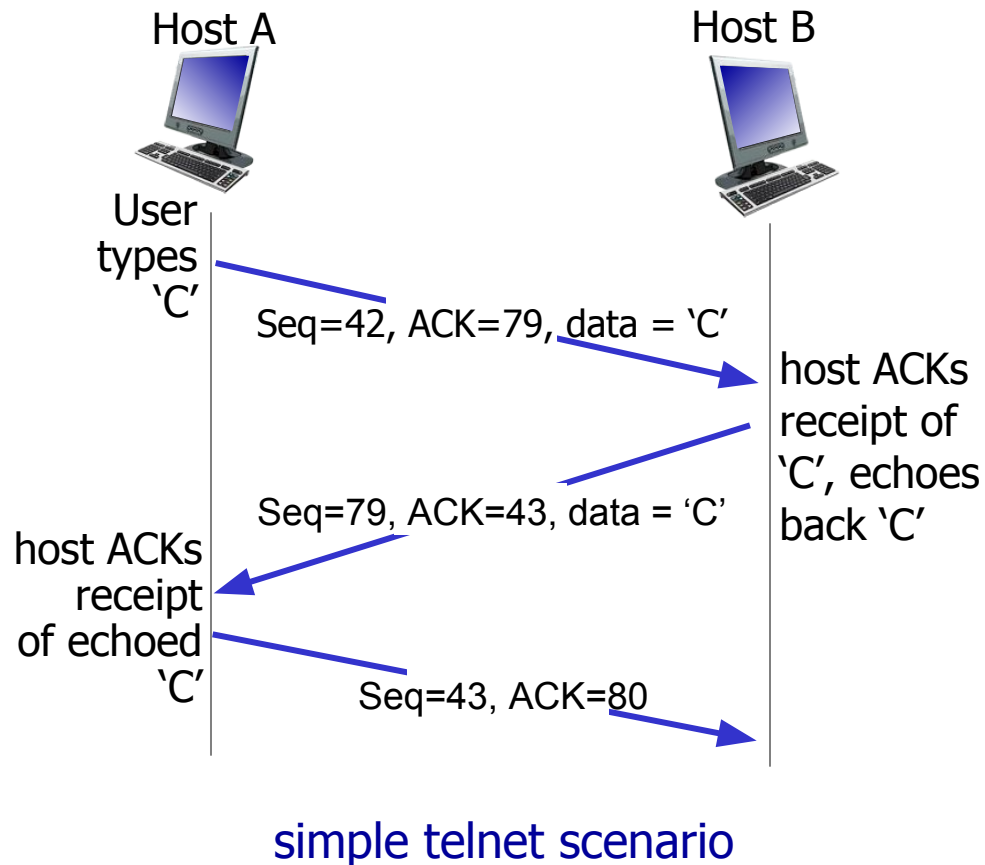 Host A
Host B
User
types
‘C’
Seq=42, ACK=79, data = ‘C’
host ACKs
receipt of
‘C’, echoes
back ‘C’
Seq=79, ACK=43, data = ‘C’
host ACKs
receipt
of echoed
‘C’
Seq=43, ACK=80
simple telnet scenario